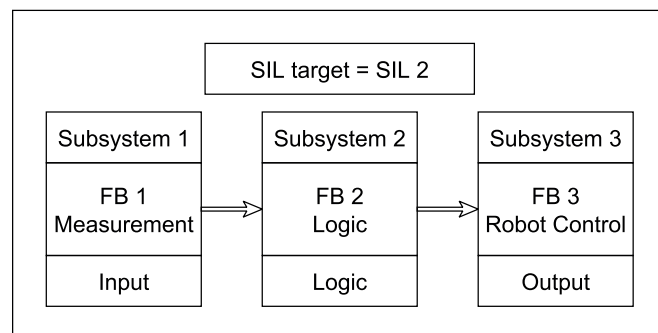 SIL target = SIL 2
Subsystem 1
Subsystem 2
Subsystem 3
FB 1
Measurement
FB 2
Logic
FB 3
Robot Control
Input
Logic
Output